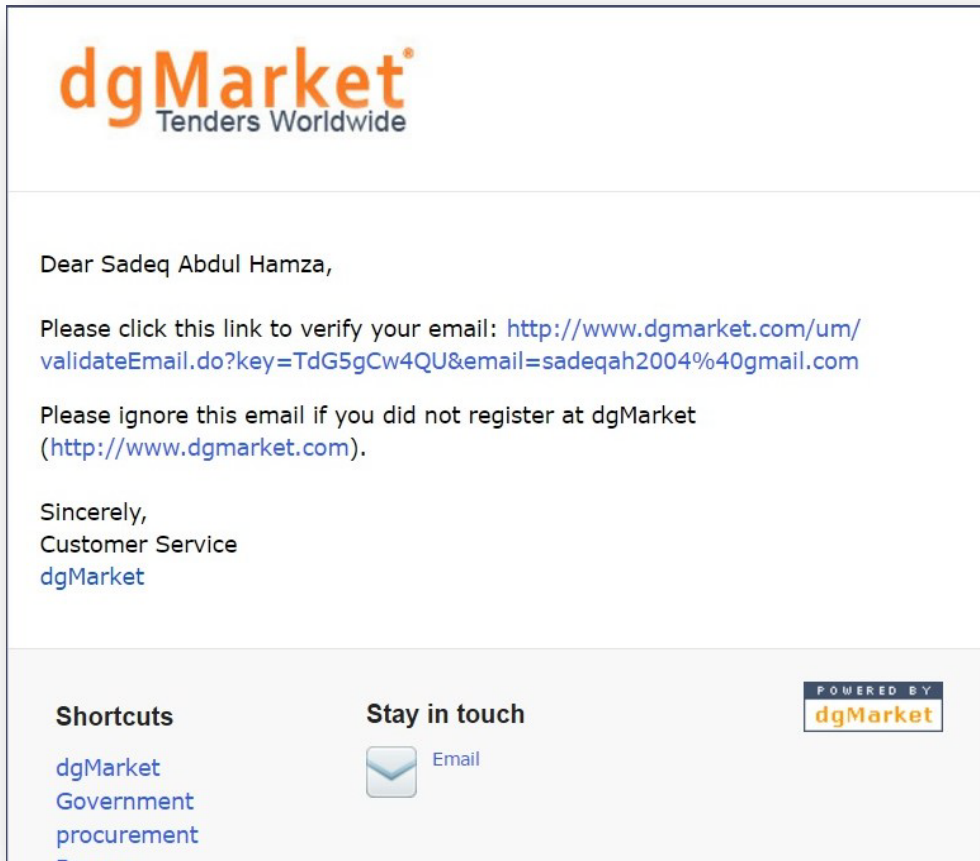 dgMarket®
Tenders Worldwide
Dear Sadeq Abdul Hamza,
Please click this link to verify your email: http://www.dgmarket.com/um/
validateEmail.do?key=TdG5gCw4QU&email=sadeqah2004%40gmail.com
Please ignore this email if you did not register at dgMarket
(http://www.dgmarket.com).
Sincerely,
Customer Service
dgMarket
Shortcuts
dgMarket
Government
procurement
Stay in touch
Email
POWERED BY
dgMarket